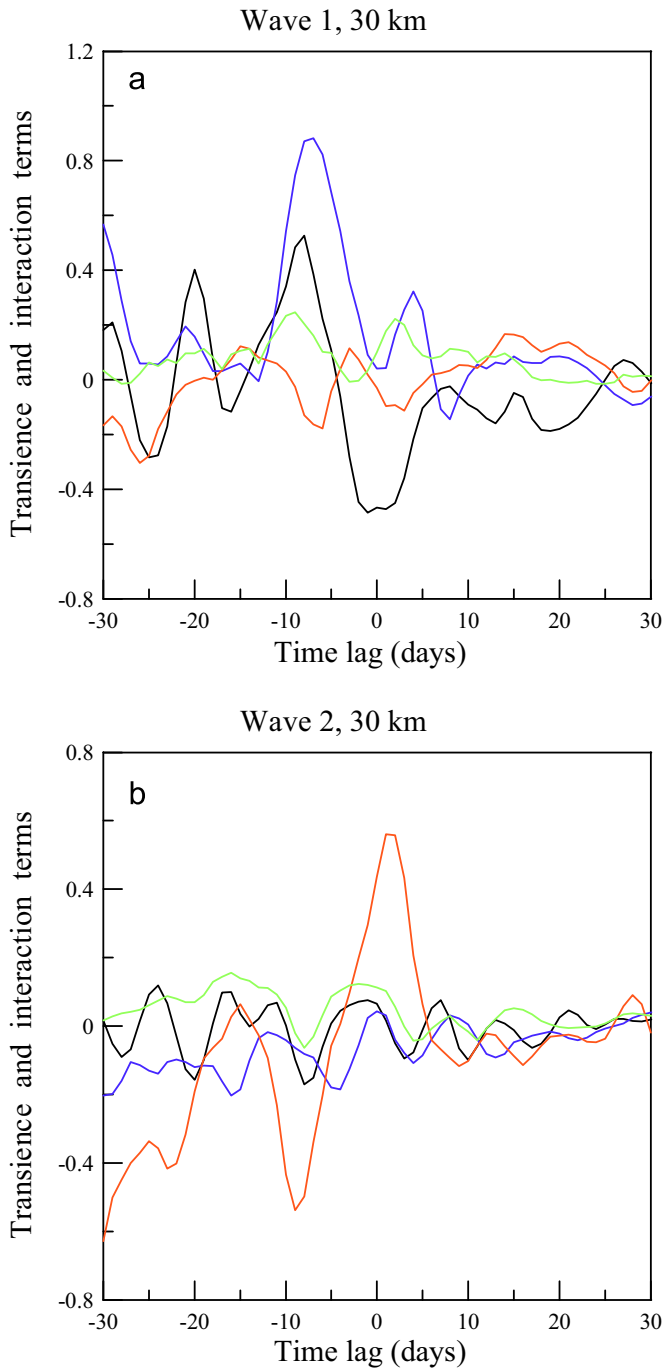 Wave 1, 30 km
a
Transience and interaction terms
1.2
0.8
0.4
0
-0.4
-0.8
-30 -20 -10 0 10 20 30
Time lag (days)
Wave 2, 30 km
b
Transience and interaction terms
0.8
0.4
0
-0.4
-0.8
-30 -20 -10 0 10 20 30
Time lag (days)